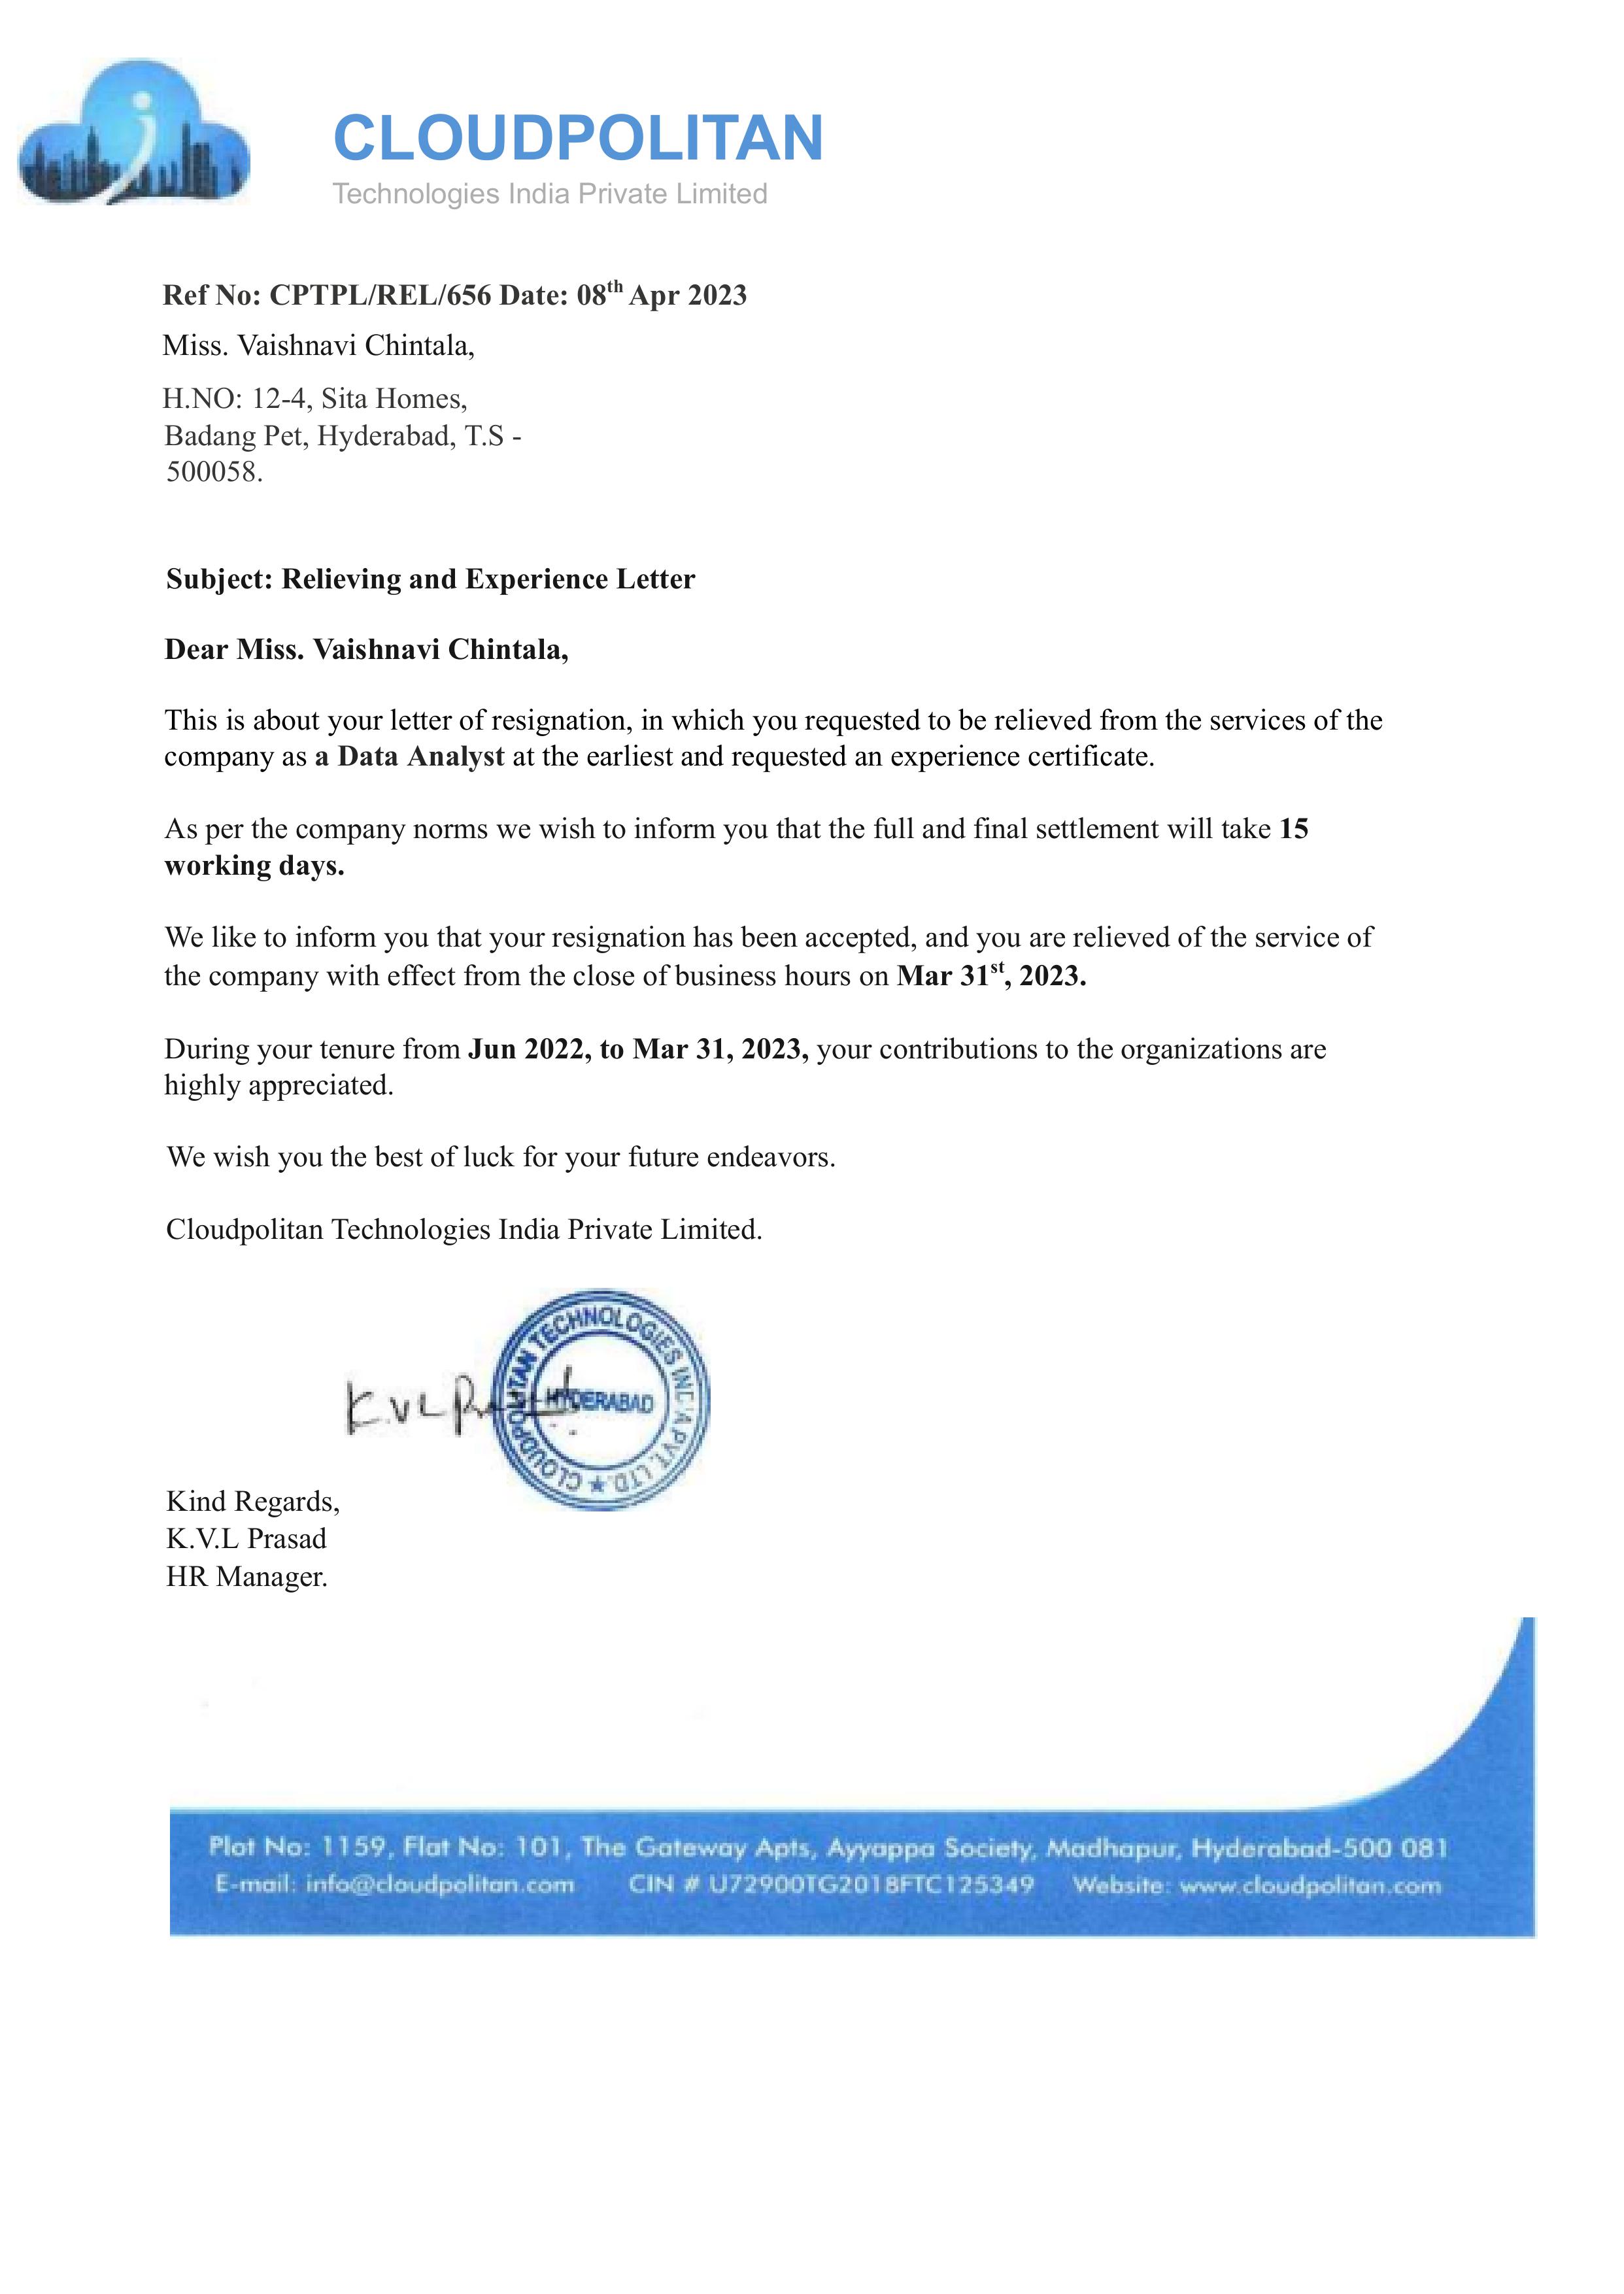 CLOUDPOLITAN
Technologies India Private Limited
Ref No: CPTPL/REL/656 Date: 08th Apr 2023
Miss. Vaishnavi Chintala,
H.NO: 12-4, Sita Homes,
Badang Pet, Hyderabad, T.S -
500058.
Subject: Relieving and Experience Letter
Dear Miss. Vaishnavi Chintala,
This is about your letter of resignation, in which you requested to be relieved from the services of the
company as a Data Analyst at the earliest and requested an experience certificate.
As per the company norms we wish to inform you that the full and final settlement will take 15
working days.
We like to inform you that your resignation has been accepted, and you are relieved of the service of
the company with effect from the close of business hours on Mar 31st, 2023.
During your tenure from Jun 2022, to Mar 31, 2023, your contributions to the organizations are
highly appreciated.
We wish you the best of luck for your future endeavors.
Cloudpolitan Technologies India Private Limited.
K.VL Prasad
CLOUDPOLITAN TECHNOLOGIES INDIA PVT. LTD. ★
HYDERABAD
Kind Regards,
K.V.L Prasad
HR Manager.
Plot No: 1159, Flat No: 101, The Gateway Apts, Ayyappa Society, Madhapur, Hyderabad-500 081
E-mail: info@cloudpolitan.com CIN # U72900TG2018FTC125349 Website: www.cloudpolitan.com